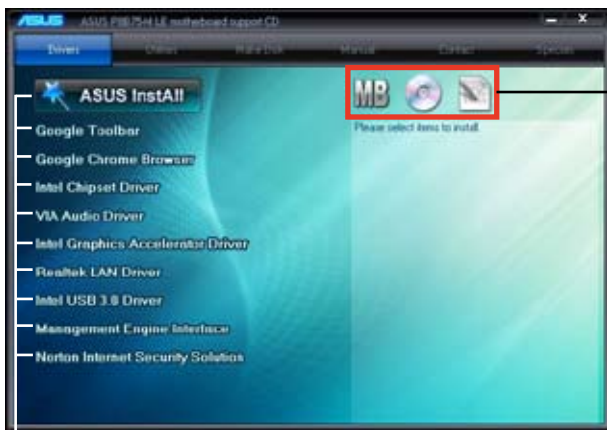 ASUS ASUS P8B75-M LE motherboard support CD
Drivers Utilities Make Disk Manual Contact Specials
ASUS InstAll
MB
Please select items to install.
Google Toolbar
Google Chrome Browser
Intel Chipset Driver
VIA Audio Driver
Intel Graphics Accelerator Driver
Realtek LAN Driver
Intel USB 3.0 Driver
Management Engine Interface
Norton Internet Security Solution